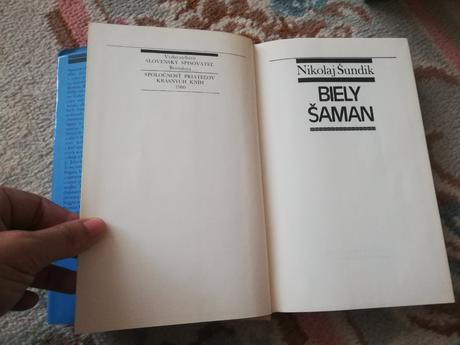 Vydavateľstvo
SLOVENSKÝ SPISOVATEĽ
Bratislava
SPOLOČNOSŤ PRIATEĽOV
KRÁSNYCH KNÍH
1980
Nikolaj Šundik
BIELY
ŠAMAN